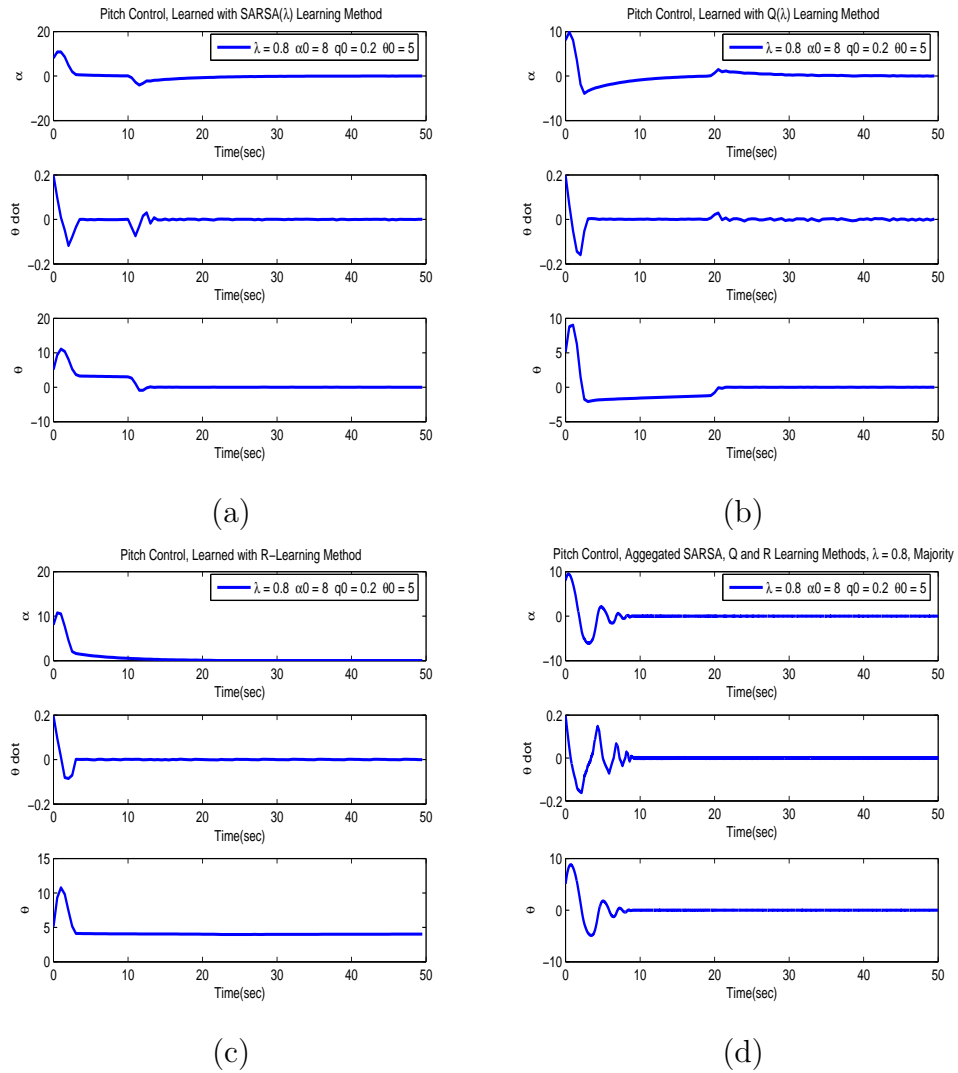 Pitch Control, Learned with SARSA(λ) Learning Method
λ = 0.8 α0 = 8 q0 = 0.2 θ0 = 5
20
0
−20
α
0 10 20 30 40 50
Time(sec)
0.2
0
−0.2
θ dot
0 10 20 30 40 50
Time(sec)
20
10
0
−10
θ
0 10 20 30 40 50
Time(sec)
(a)
Pitch Control, Learned with Q(λ) Learning Method
λ = 0.8 α0 = 8 q0 = 0.2 θ0 = 5
10
0
−10
α
0 10 20 30 40 50
Time(sec)
0.2
0
−0.2
θ dot
0 10 20 30 40 50
Time(sec)
10
5
0
−5
θ
0 10 20 30 40 50
Time(sec)
(b)
Pitch Control, Learned with R−Learning Method
λ = 0.8 α0 = 8 q0 = 0.2 θ0 = 5
20
10
0
α
0 10 20 30 40 50
Time(sec)
0.2
0
−0.2
θ dot
0 10 20 30 40 50
Time(sec)
15
10
5
0
θ
0 10 20 30 40 50
Time(sec)
(c)
Pitch Control, Aggegated SARSA, Q and R Learning Methods, λ = 0.8, Majority
λ = 0.8 α0 = 8 q0 = 0.2 θ0 = 5
10
0
−10
α
0 10 20 30 40 50
Time(sec)
0.2
0
−0.2
θ dot
0 10 20 30 40 50
Time(sec)
10
0
−10
θ
0 10 20 30 40 50
Time(sec)
(d)